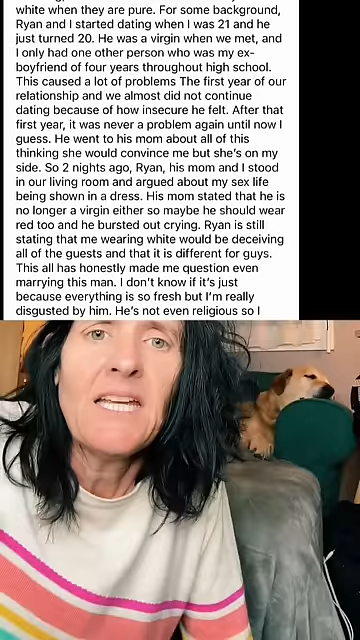 white when they are pure. For some background,
Ryan and I started dating when I was 21 and he
just turned 20. He was a virgin when we met, and
I only had one other person who was my ex-
boyfriend of four years throughout high school.
This caused a lot of problems The first year of our
relationship and we almost did not continue
dating because of how insecure he felt. After that
first year, it was never a problem again until now I
guess. He went to his mom about all of this
thinking she would convince me but she's on my
side. So 2 nights ago, Ryan, his mom and I stood
in our living room and argued about my sex life
being shown in a dress. His mom stated that he is
no longer a virgin either so maybe he should wear
red too and he bursted out crying. Ryan is still
stating that me wearing white would be deceiving
all of the guests and that it is different for guys.
This all has honestly made me question even
marrying this man. I don't know if it's just
because everything is so fresh but I'm really
disgusted by him. He's not even religious so I